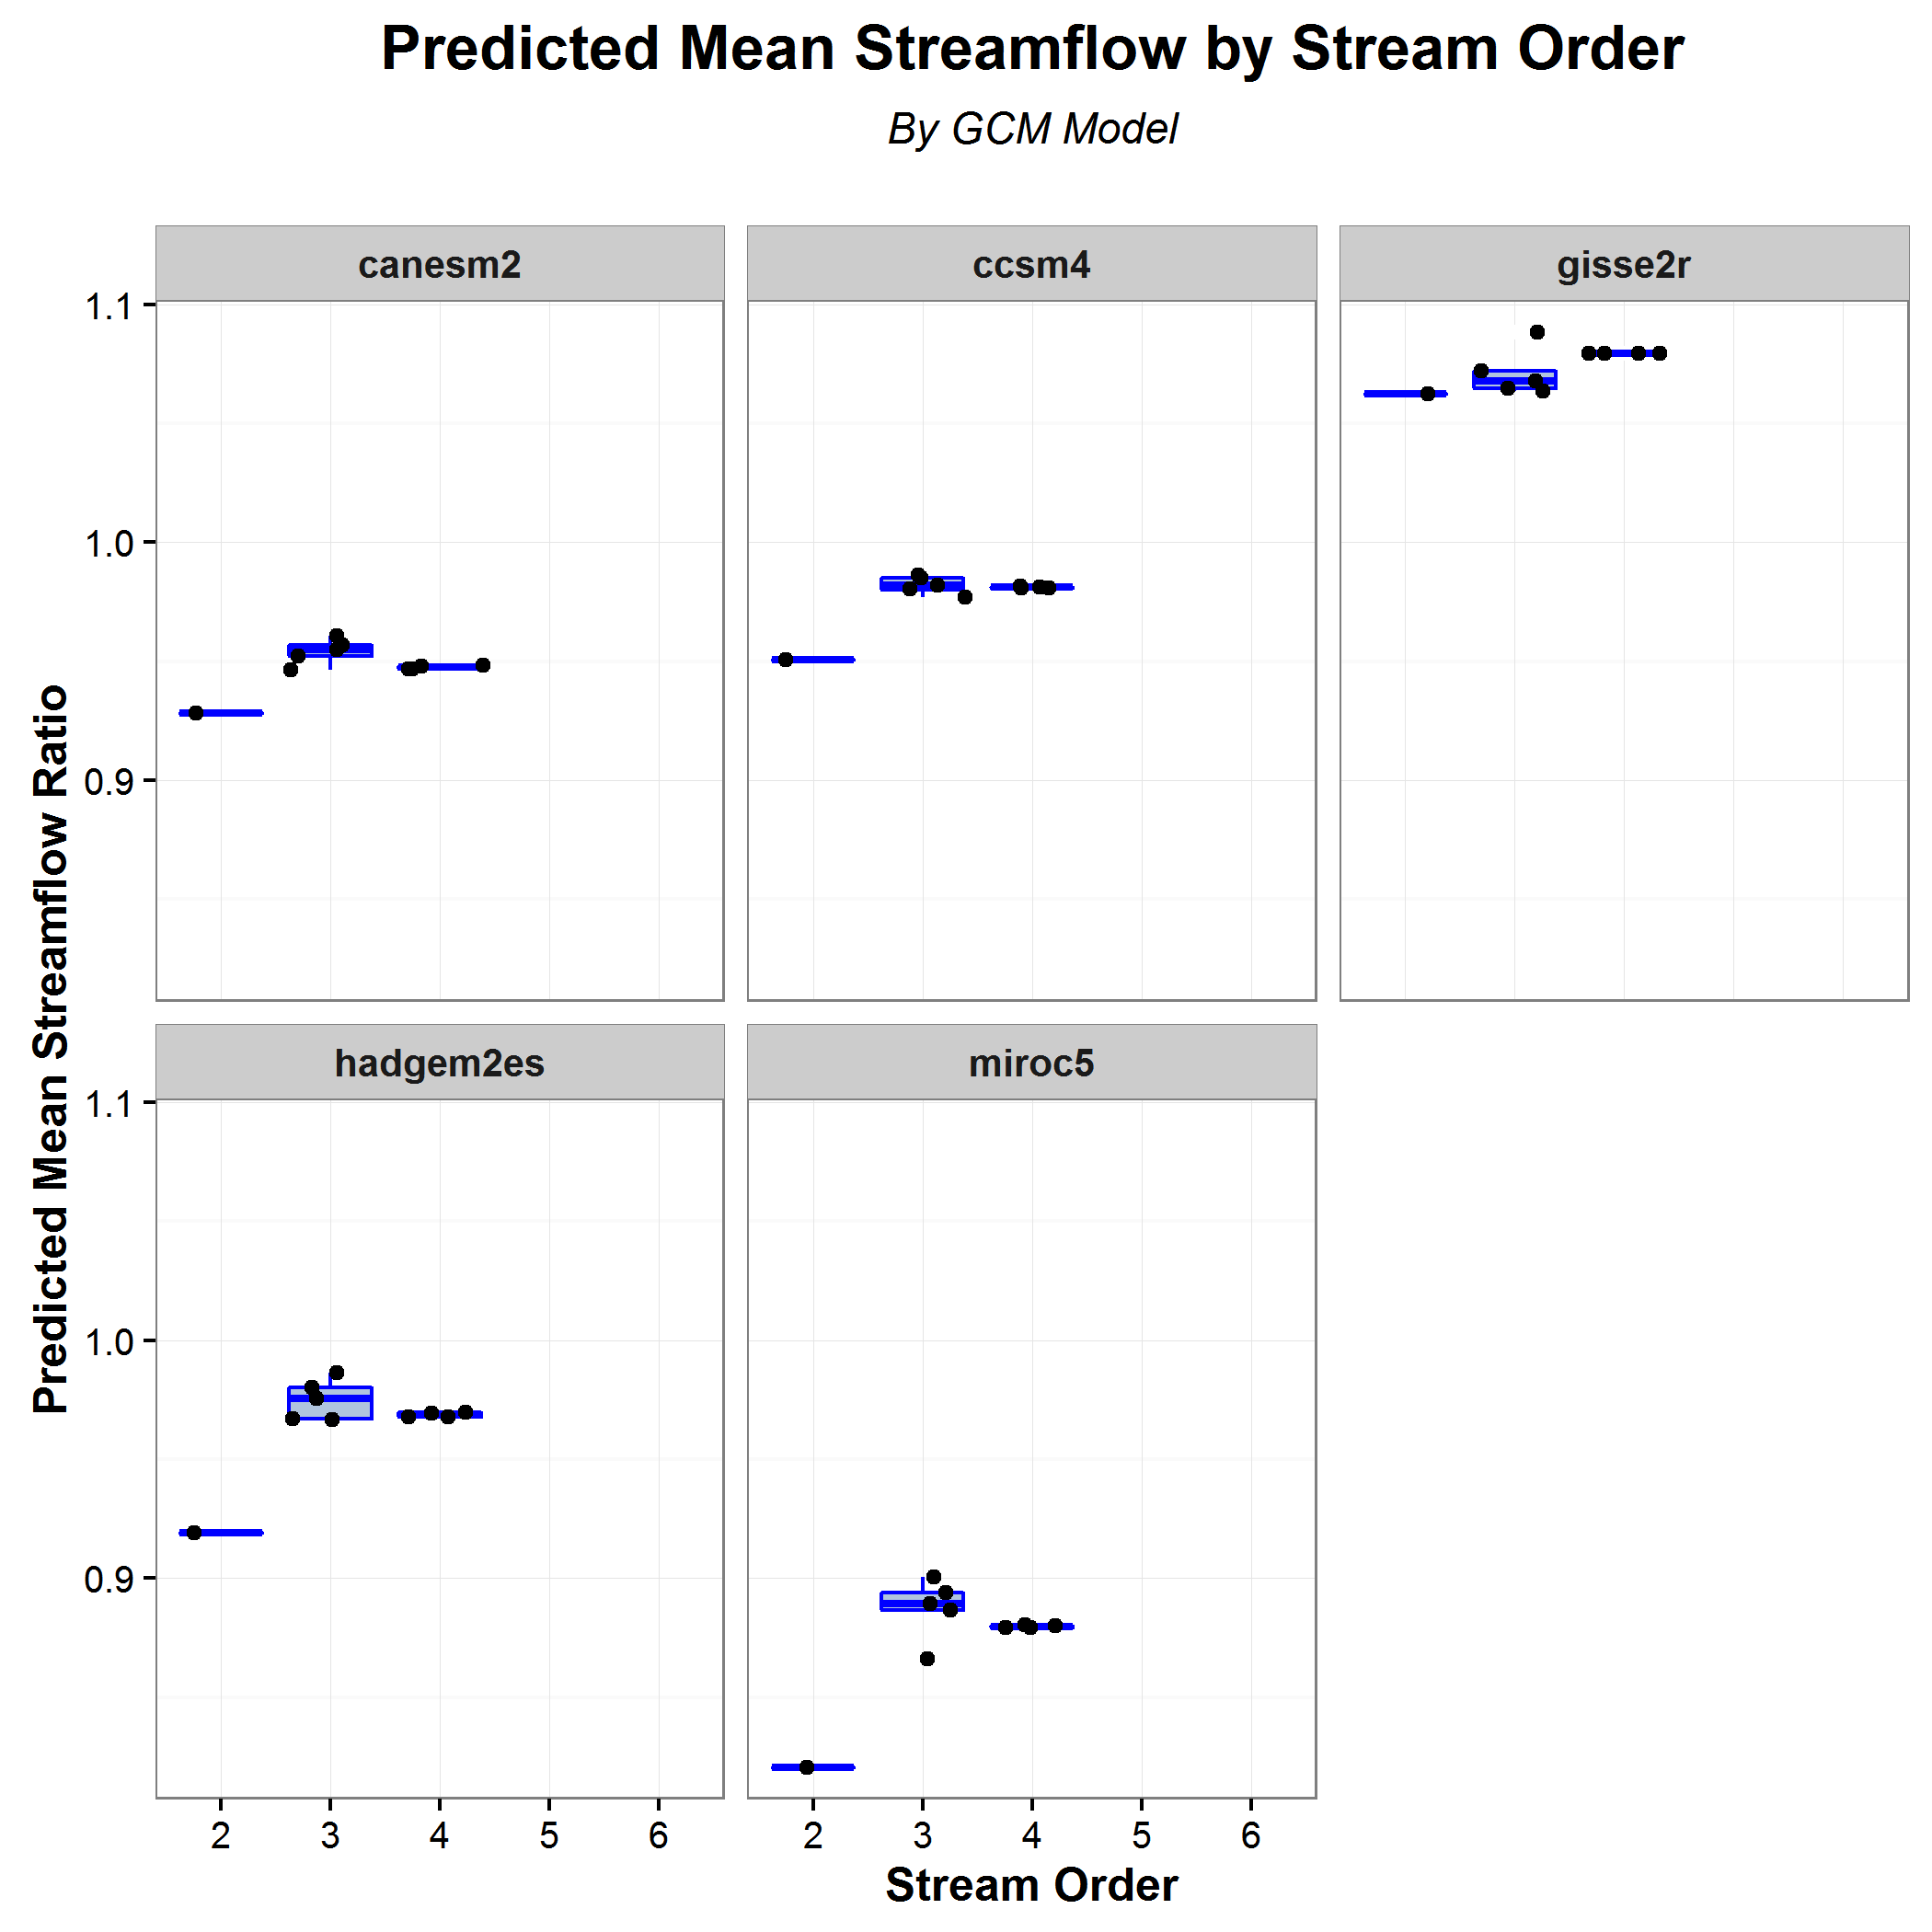 Predicted Mean Streamflow by Stream Order
By GCM Model
canesm2
ccsm4
gisse2r
1.1
1.0
0.9
Predicted Mean Streamflow Ratio
hadgem2es
miroc5
1.1
1.0
0.9
2 3 4 5 6
2 3 4 5 6
Stream Order